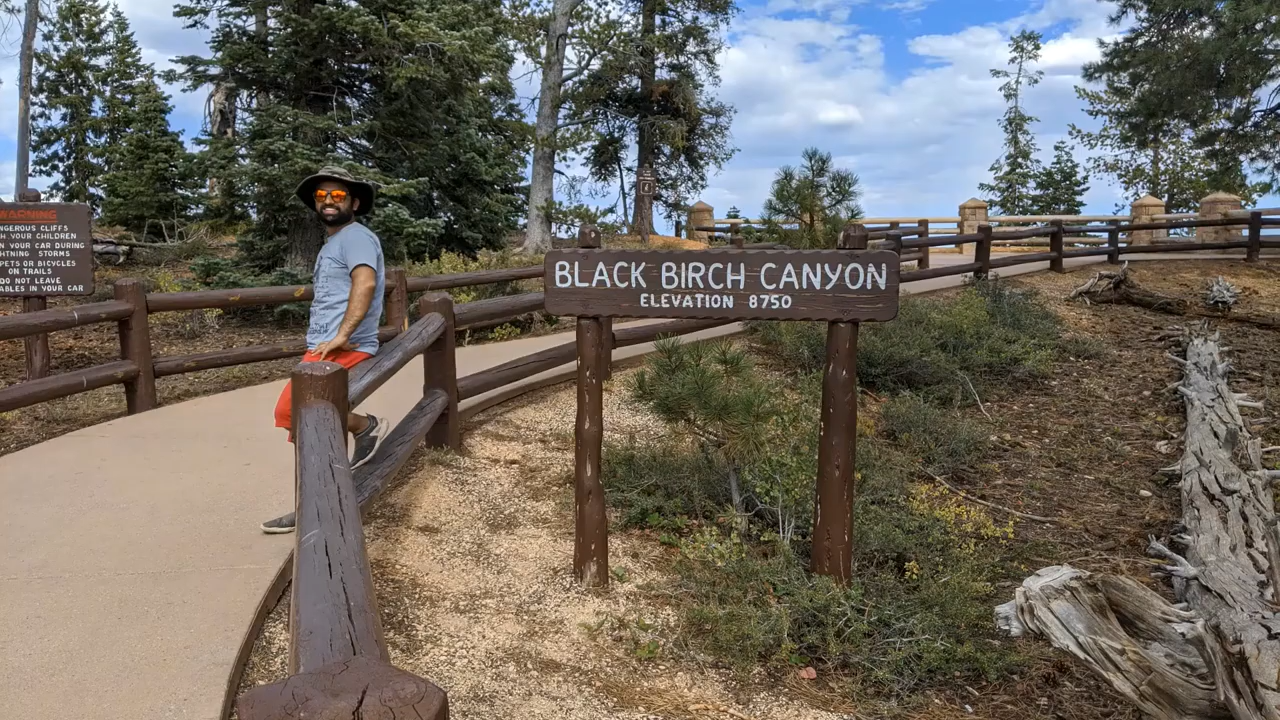 WARNING
NGEROUS CLIFFS
H YOUR CHILDREN
N YOUR CAR DURING
HTNING STORMS
PETS OR BICYCLES
ON TRAILS
DO NOT LEAVE
ABLES IN YOUR CAR
BLACK BIRCH CANYON
ELEVATION 8750